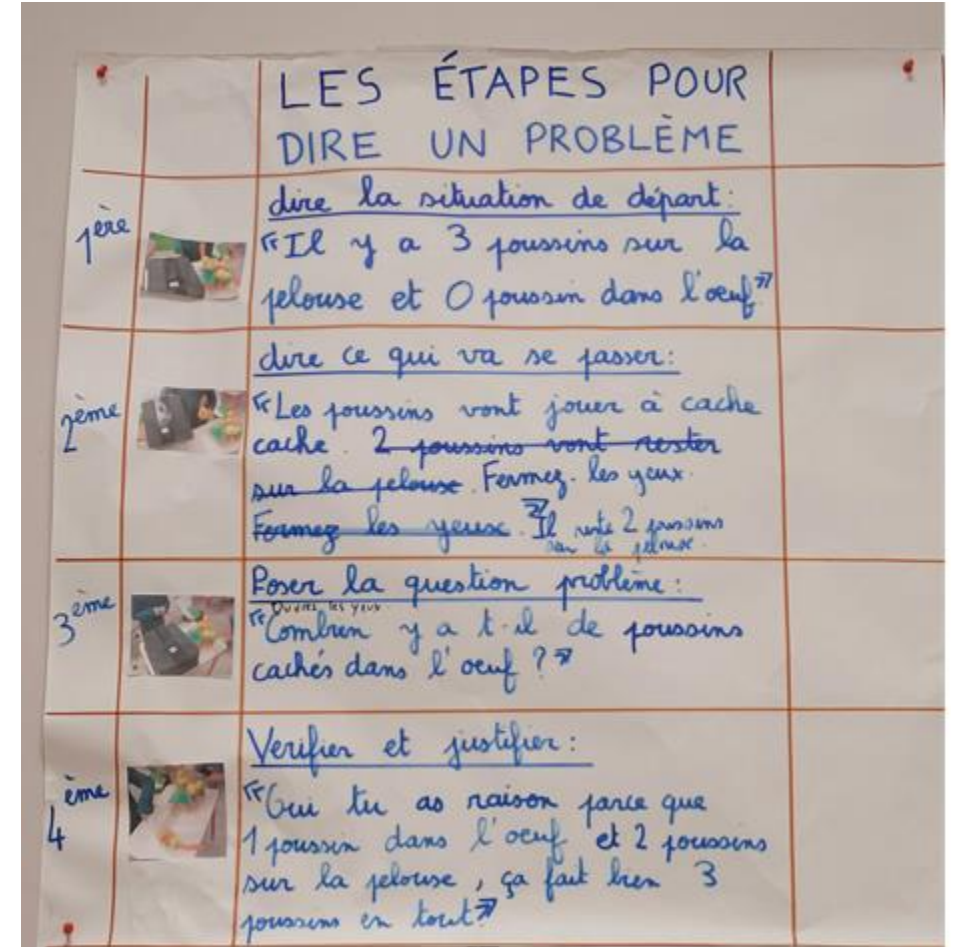 LES ÉTAPES POUR
DIRE UN PROBLÈME
1ère
dire la situation de départ :
"Il y a 3 poussins sur la
pelouse et 0 poussin dans l'oeuf"
2ème
dire ce qui va se passer :
"Les poussins vont jouer à cache
cache. 2 poussins vont rester
sur la pelouse. Fermez les yeux.
Fermez les yeux." Il reste 2 poussins
sur la pelouse.
3ème
Poser la question problème :
Ouvrez les yeux
"Combien y a t-il de poussins
cachés dans l'oeuf ?"
4ème
Verifier et justifier :
"Oui tu as raison parce que
1 poussin dans l'oeuf et 2 poussins
sur la pelouse, ça fait bien 3
poussins en tout"